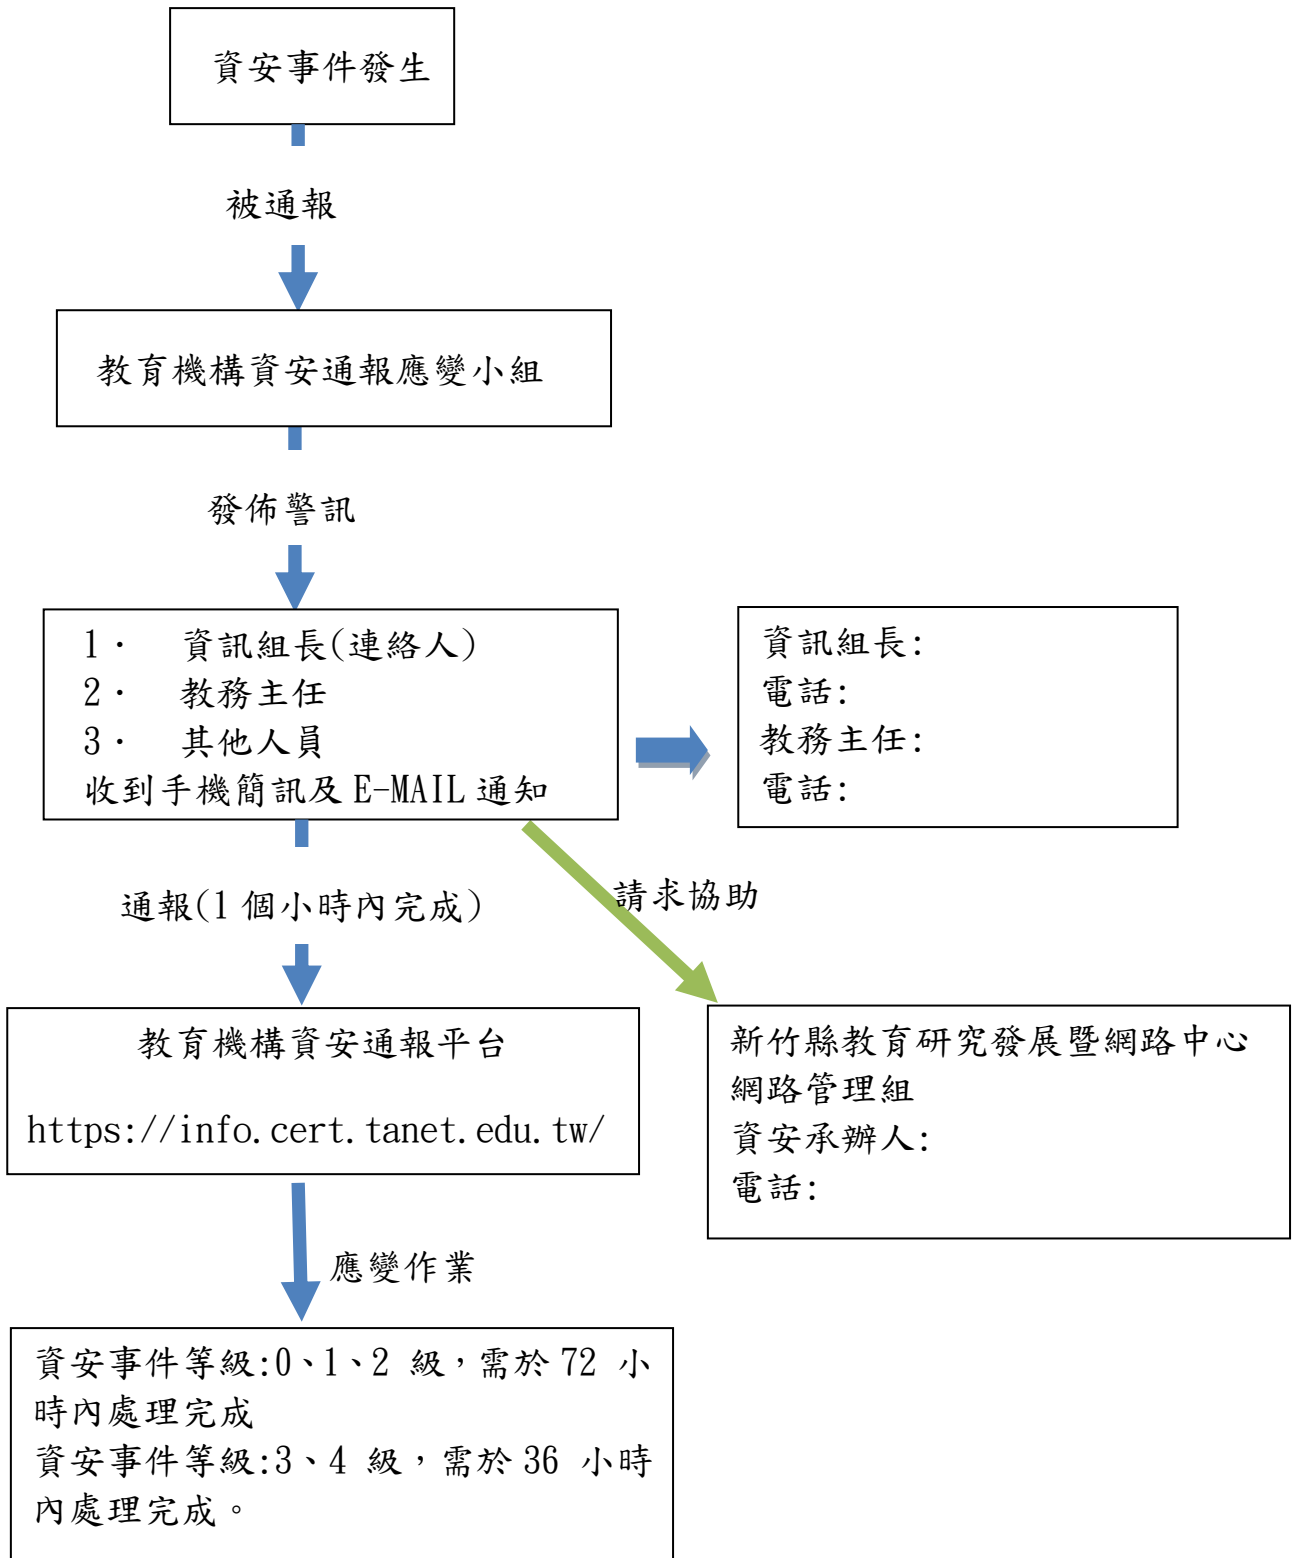 資安事件發生
被通報
教育機構資安通報應變小組
發佈警訊
1． 資訊組長(連絡人)
2． 教務主任
3． 其他人員
收到手機簡訊及 E-MAIL 通知
資訊組長:
電話:
教務主任:
電話:
通報(1 個小時內完成)
請求協助
教育機構資安通報平台
https://info.cert.tanet.edu.tw/
新竹縣教育研究發展暨網路中心
網路管理組
資安承辦人:
電話:
應變作業
資安事件等級:0、1、2 級，需於 72 小
時內處理完成
資安事件等級:3、4 級，需於 36 小時
內處理完成。